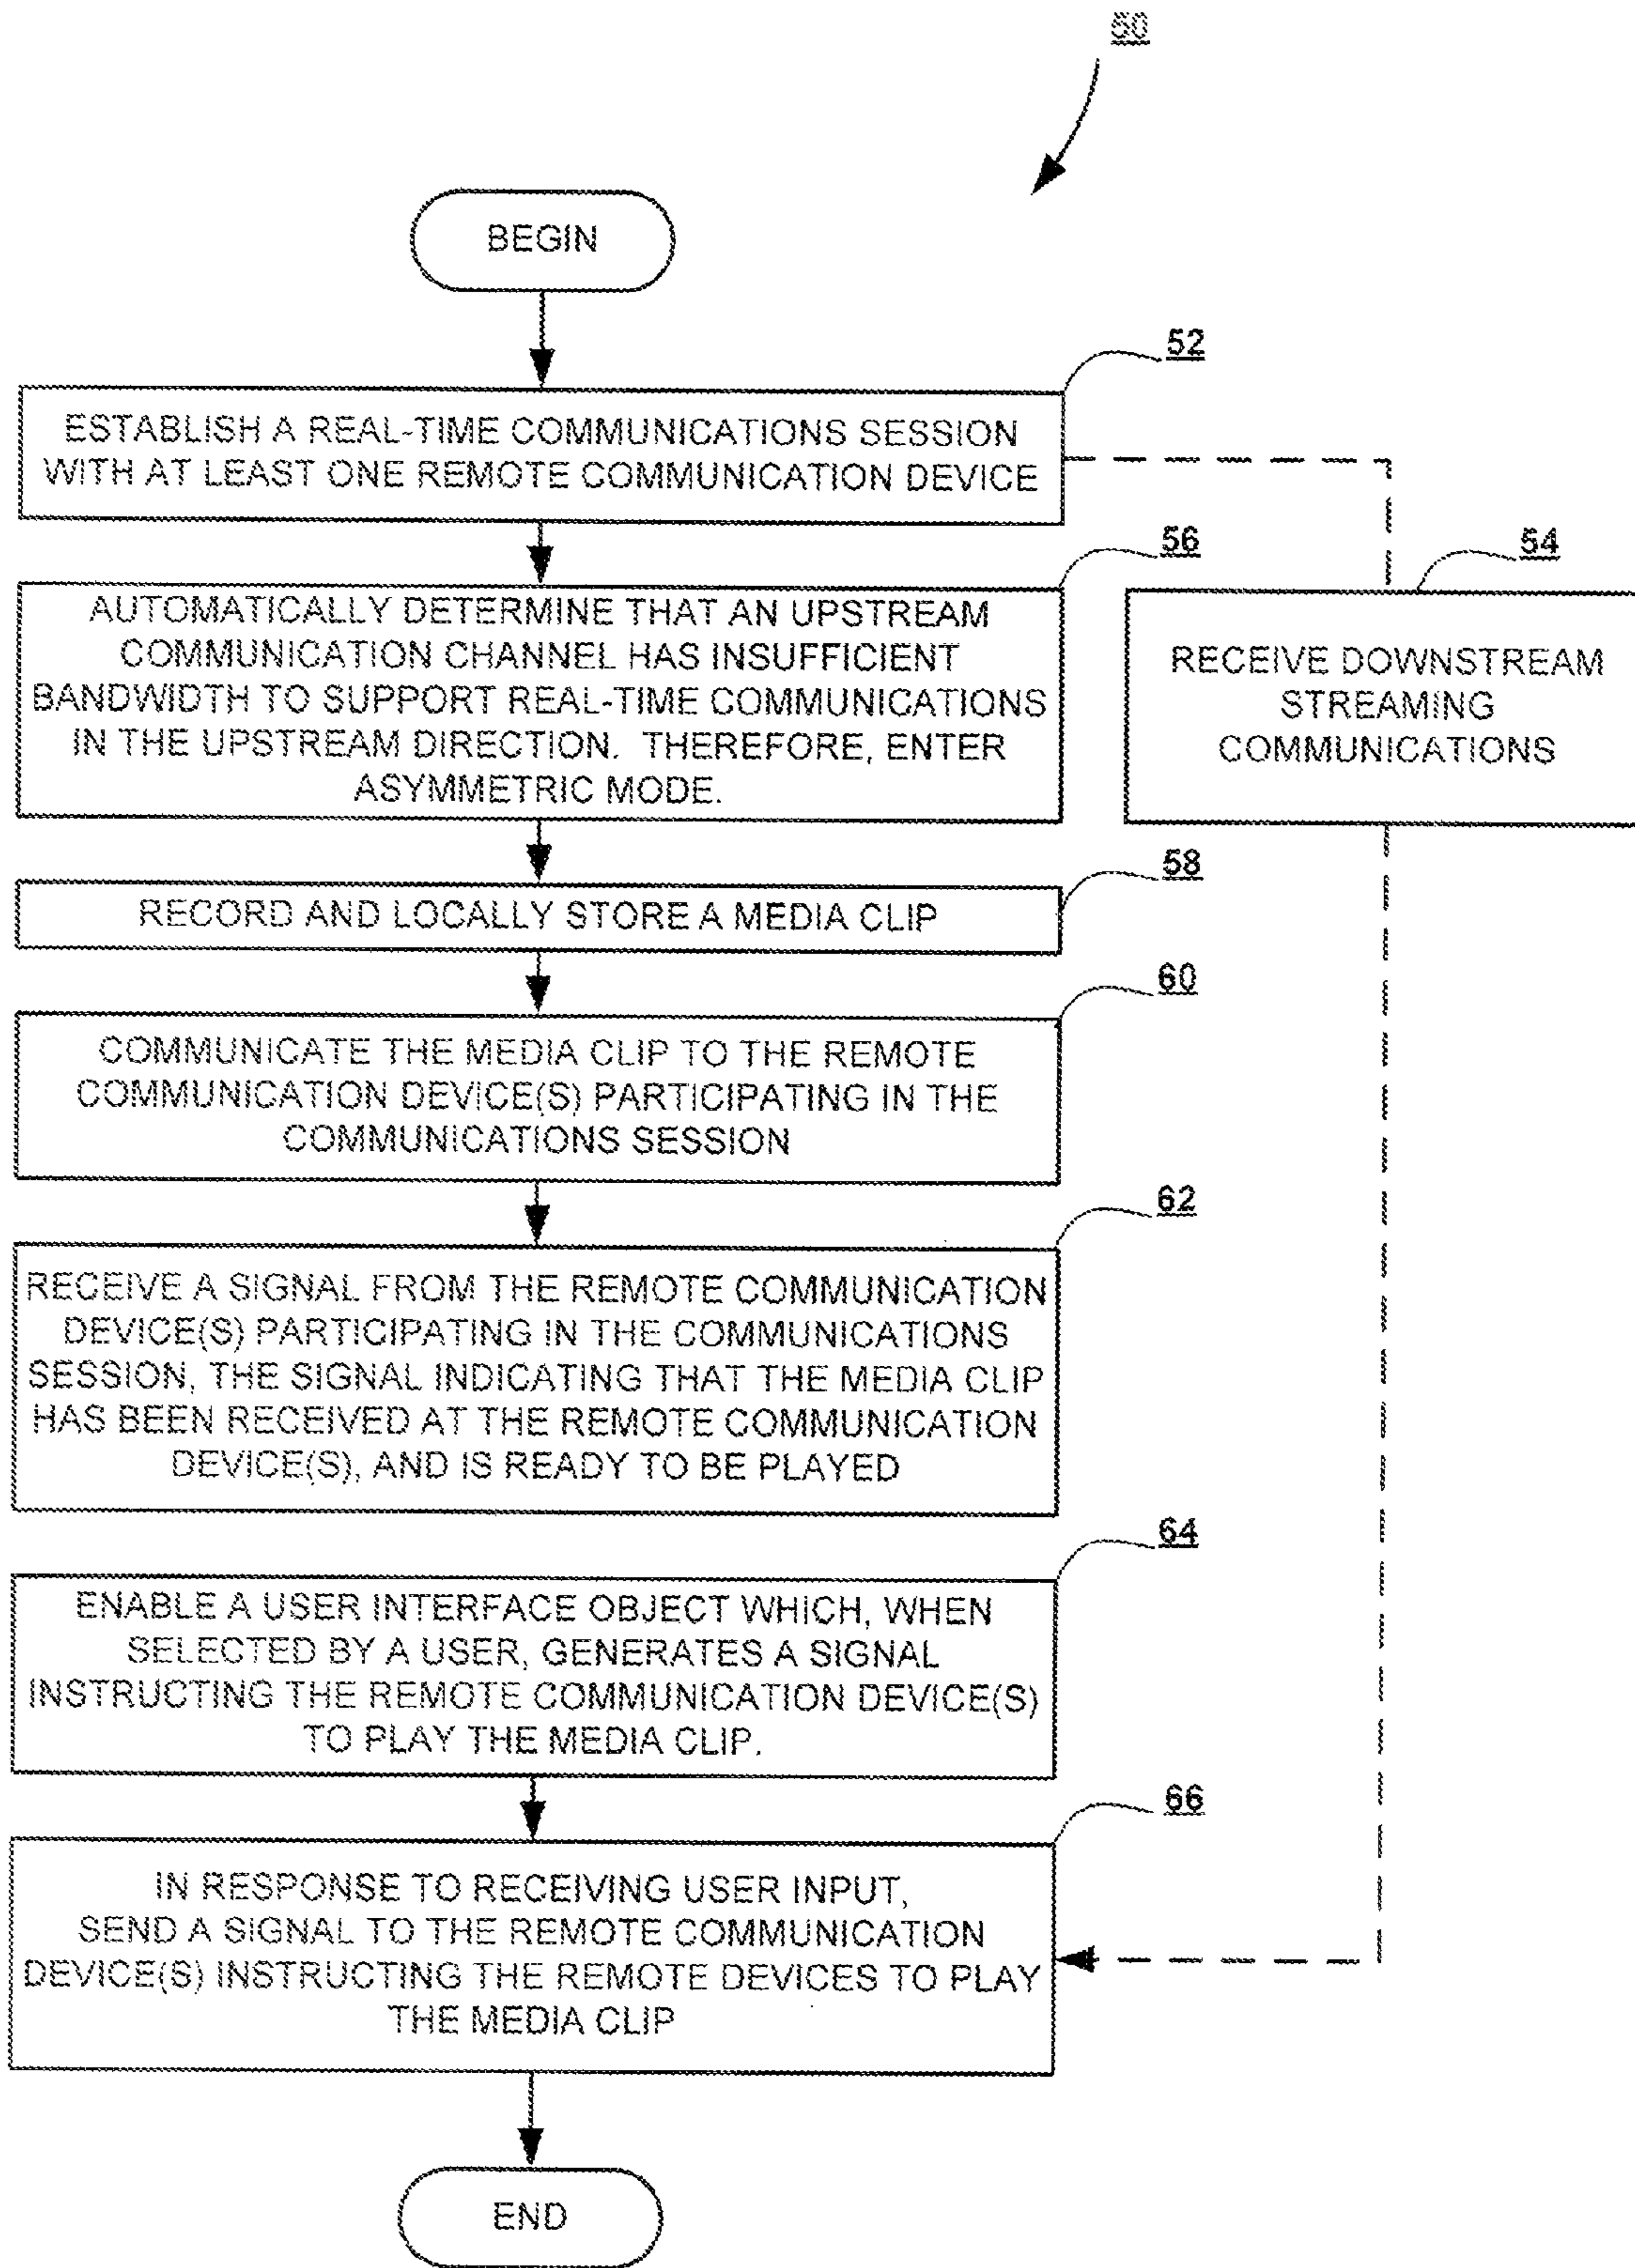 50
BEGIN
52
ESTABLISH A REAL-TIME COMMUNICATIONS SESSION
WITH AT LEAST ONE REMOTE COMMUNICATION DEVICE
56
AUTOMATICALLY DETERMINE THAT AN UPSTREAM
COMMUNICATION CHANNEL HAS INSUFFICIENT
BANDWIDTH TO SUPPORT REAL-TIME COMMUNICATIONS
IN THE UPSTREAM DIRECTION. THEREFORE, ENTER
ASYMMETRIC MODE.
54
RECEIVE DOWNSTREAM
STREAMING
COMMUNICATIONS
58
RECORD AND LOCALLY STORE A MEDIA CLIP
60
COMMUNICATE THE MEDIA CLIP TO THE REMOTE
COMMUNICATION DEVICE(S) PARTICIPATING IN THE
COMMUNICATIONS SESSION
62
RECEIVE A SIGNAL FROM THE REMOTE COMMUNICATION
DEVICE(S) PARTICIPATING IN THE COMMUNICATIONS
SESSION, THE SIGNAL INDICATING THAT THE MEDIA CLIP
HAS BEEN RECEIVED AT THE REMOTE COMMUNICATION
DEVICE(S), AND IS READY TO BE PLAYED
64
ENABLE A USER INTERFACE OBJECT WHICH, WHEN
SELECTED BY A USER, GENERATES A SIGNAL
INSTRUCTING THE REMOTE COMMUNICATION DEVICE(S)
TO PLAY THE MEDIA CLIP.
66
IN RESPONSE TO RECEIVING USER INPUT,
SEND A SIGNAL TO THE REMOTE COMMUNICATION
DEVICE(S) INSTRUCTING THE REMOTE DEVICES TO PLAY
THE MEDIA CLIP
END